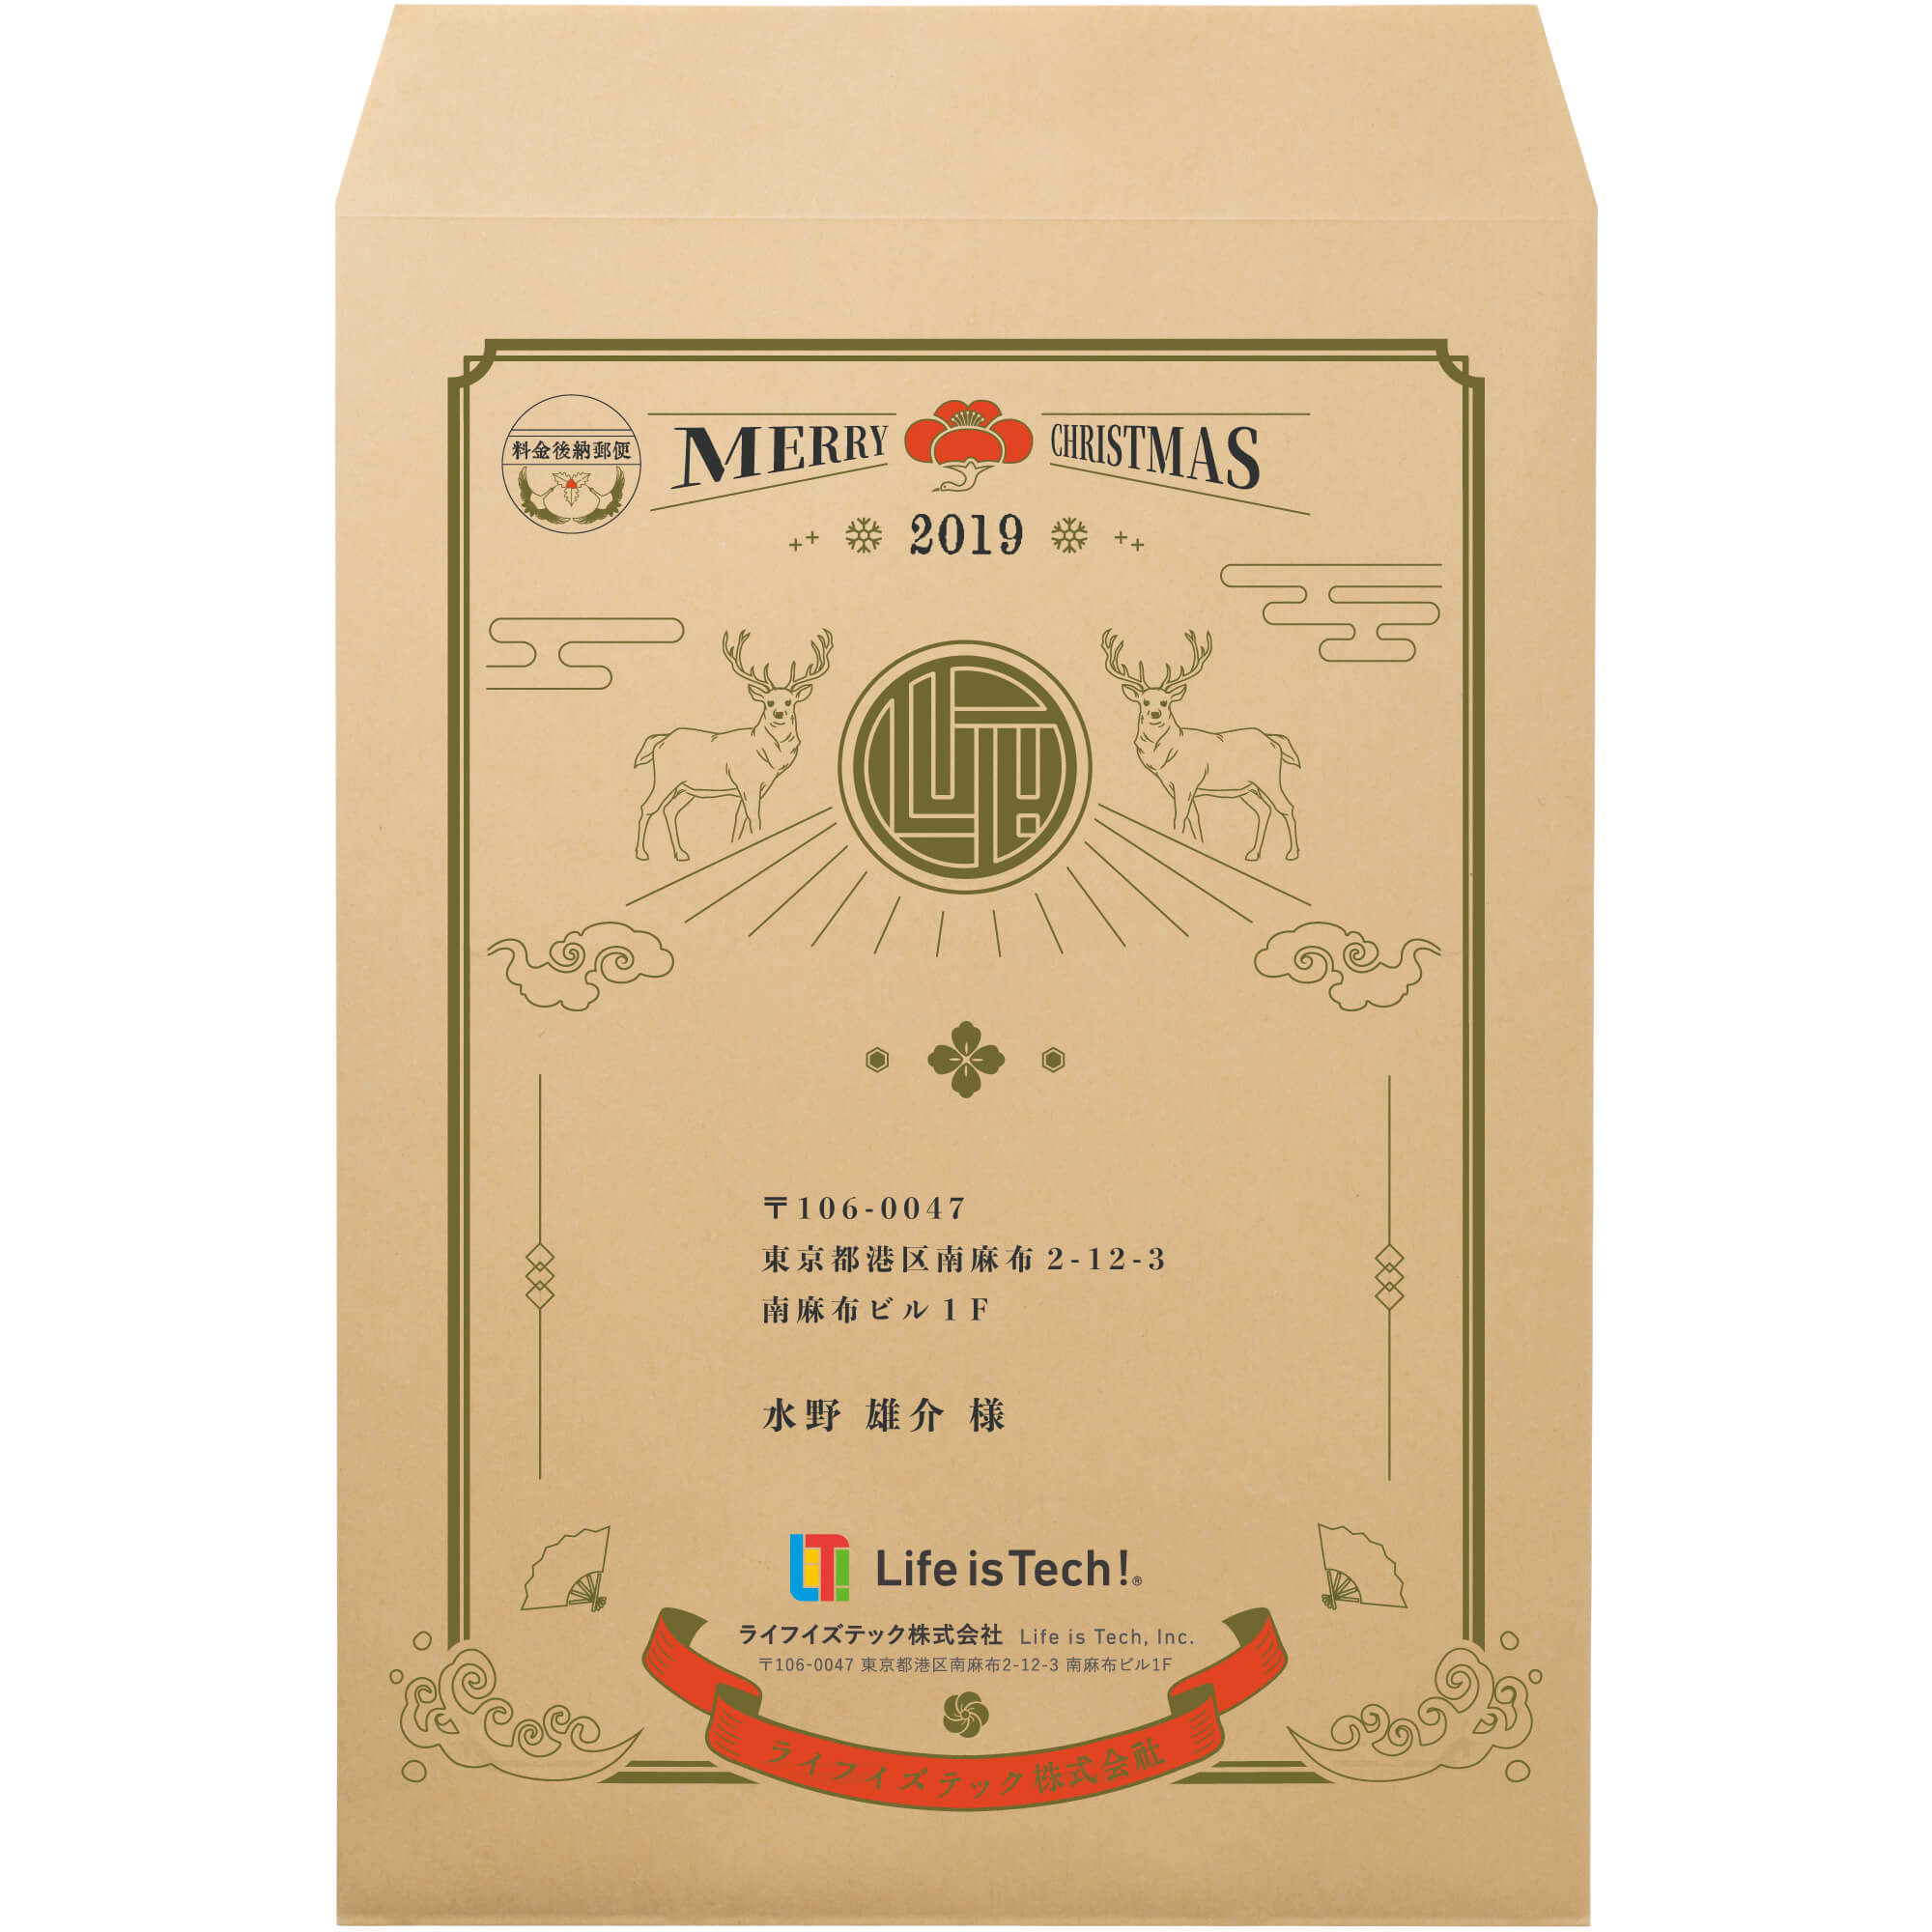 料金後納郵便
MERRY CHRISTMAS
2019
〒106-0047
東京都港区南麻布2-12-3
南麻布ビル1F
水野 雄介 様
Life is Tech!®
ライフイズテック株式会社 Life is Tech, Inc.
〒106-0047 東京都港区南麻布2-12-3 南麻布ビル1F
ライフイズテック株式会社